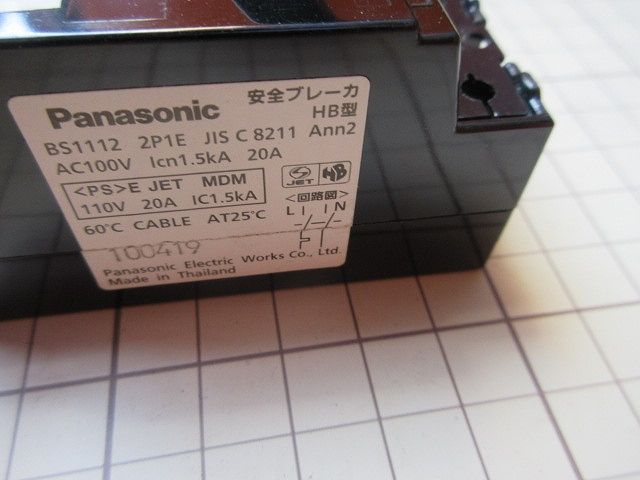 Panasonic 安全ブレーカ
HB型
BS1112 2P1E JIS C 8211 Ann2
AC100V Icn1.5kA 20A
<PS>E JET MDM
110V 20A IC1.5kA
S JET HB
<回路図>
L N
60℃ CABLE AT25℃
100419
Panasonic Electric Works Co., Ltd.
Made in Thailand